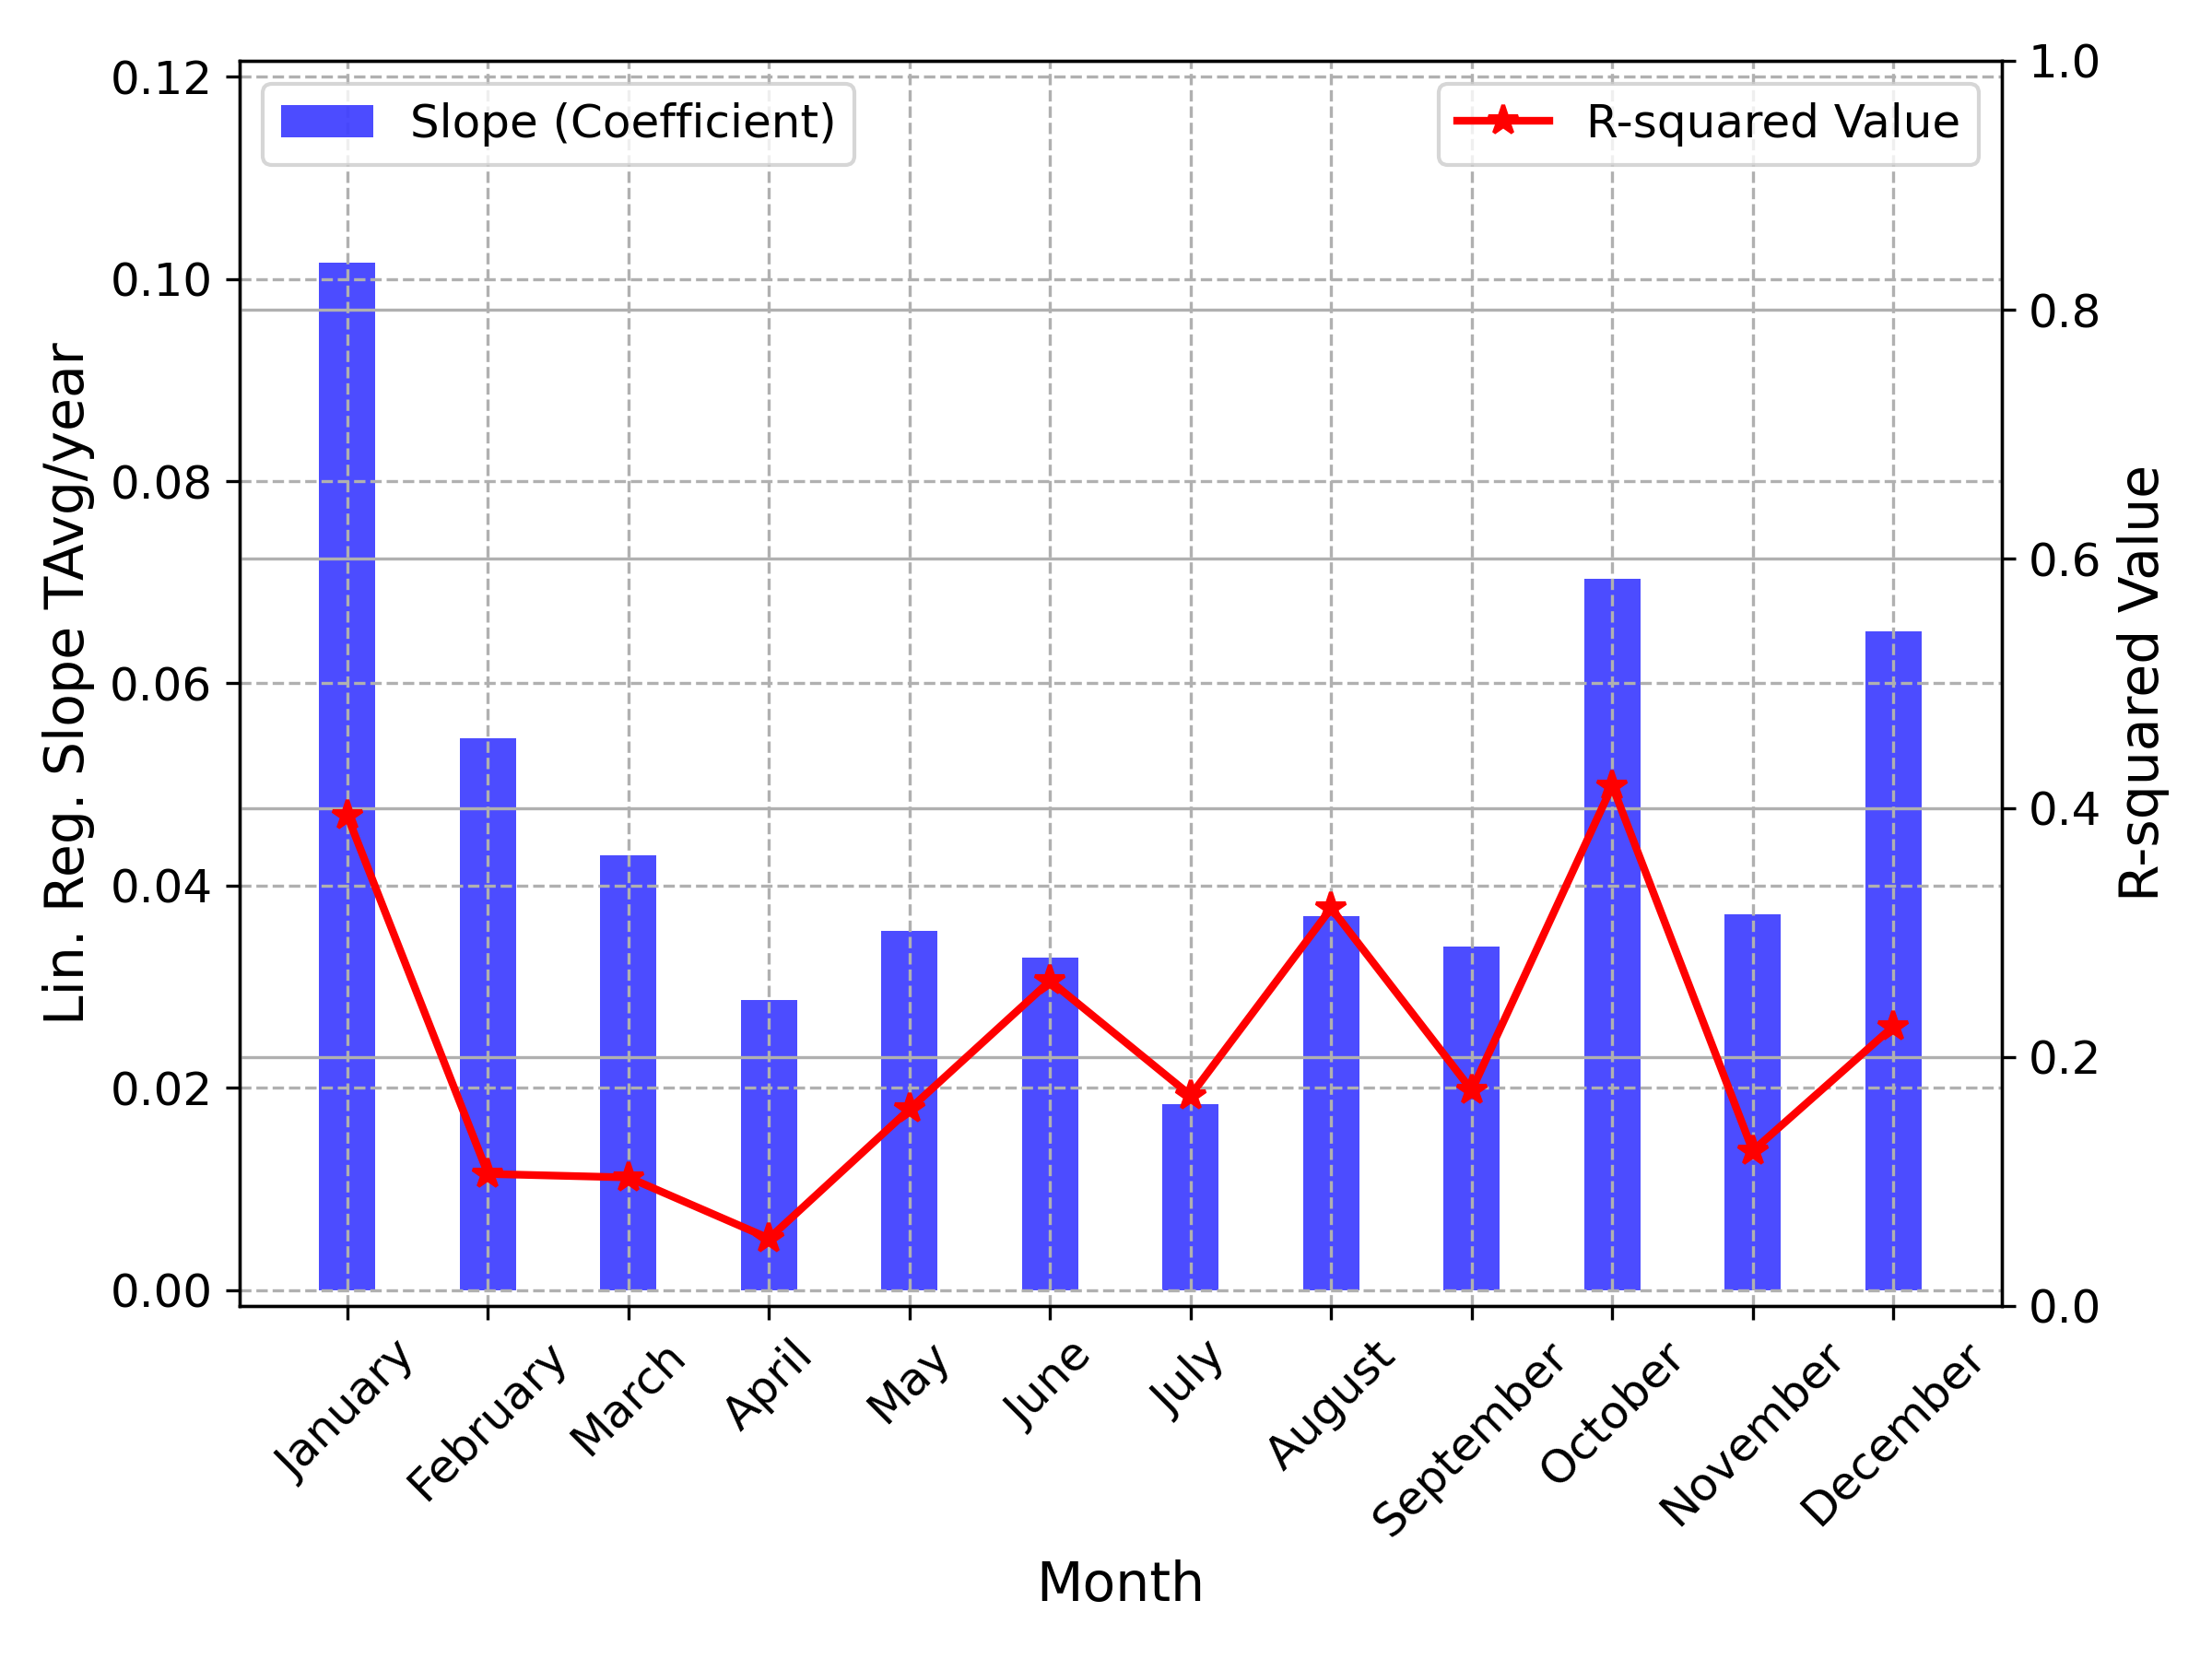 Slope (Coefficient)
R-squared Value
0.12
0.10
0.08
0.06
0.04
0.02
0.00
Lin. Reg. Slope TAvg/year
1.0
0.8
0.6
0.4
0.2
0.0
R-squared Value
January
February
March
April
May
June
July
August
September
October
November
December
Month